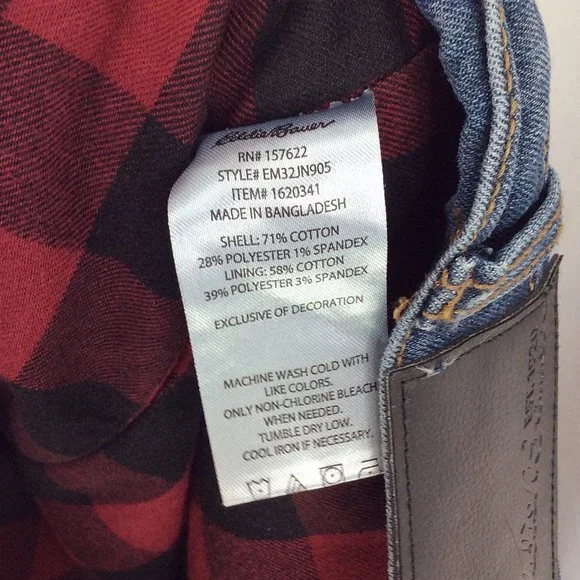 Eddie Bauer
RN# 157622
STYLE# EM32JN905
ITEM# 1620341
MADE IN BANGLADESH
SHELL: 71% COTTON
28% POLYESTER 1% SPANDEX
LINING: 58% COTTON
39% POLYESTER 3% SPANDEX
EXCLUSIVE OF DECORATION
MACHINE WASH COLD WITH
LIKE COLORS.
ONLY NON-CHLORINE BLEACH
WHEN NEEDED.
TUMBLE DRY LOW.
COOL IRON IF NECESSARY.